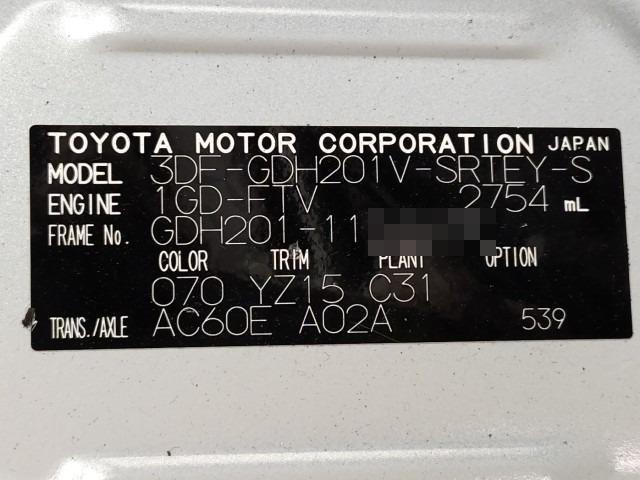 TOYOTA MOTOR CORPORATION JAPAN
MODEL 3DF-GDH201V-SRTEY-S
ENGINE 1GD-FTV 2754 mL
FRAME No. GDH201-11
COLOR TRIM PLANT OPTION
070 YZ15 C31
TRANS./AXLE AC60E A02A 539